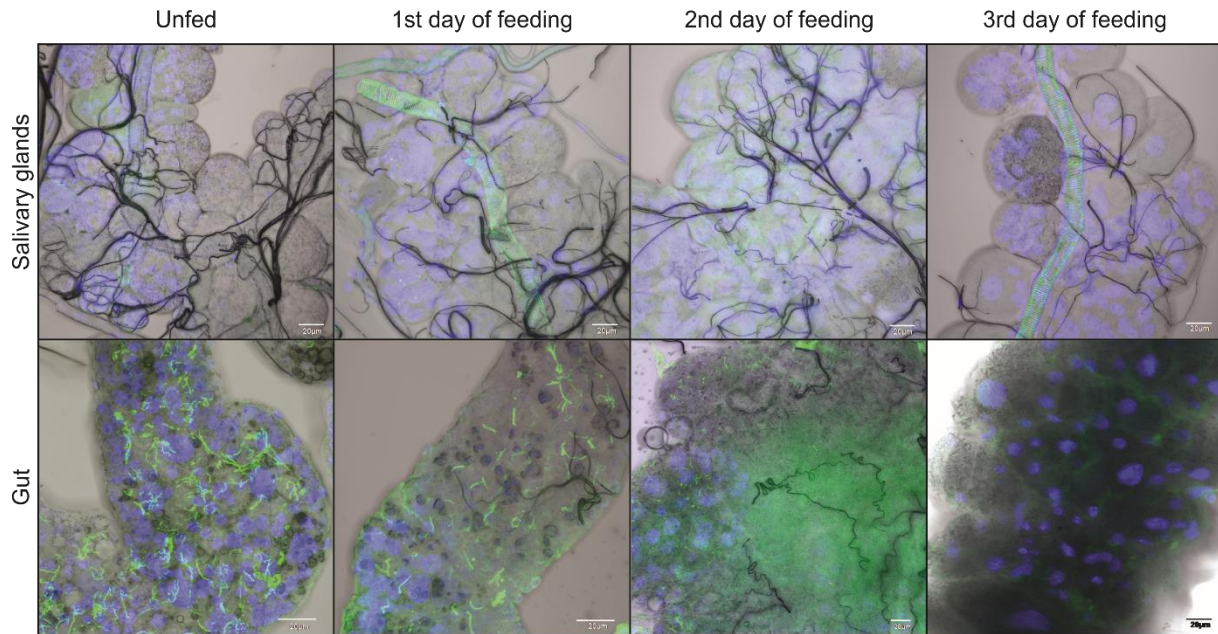 Unfed
1st day of feeding
2nd day of feeding
3rd day of feeding
Salivary glands
20µm
20µm
20µm
20µm
Gut
20µm
20µm
20µm
20µm